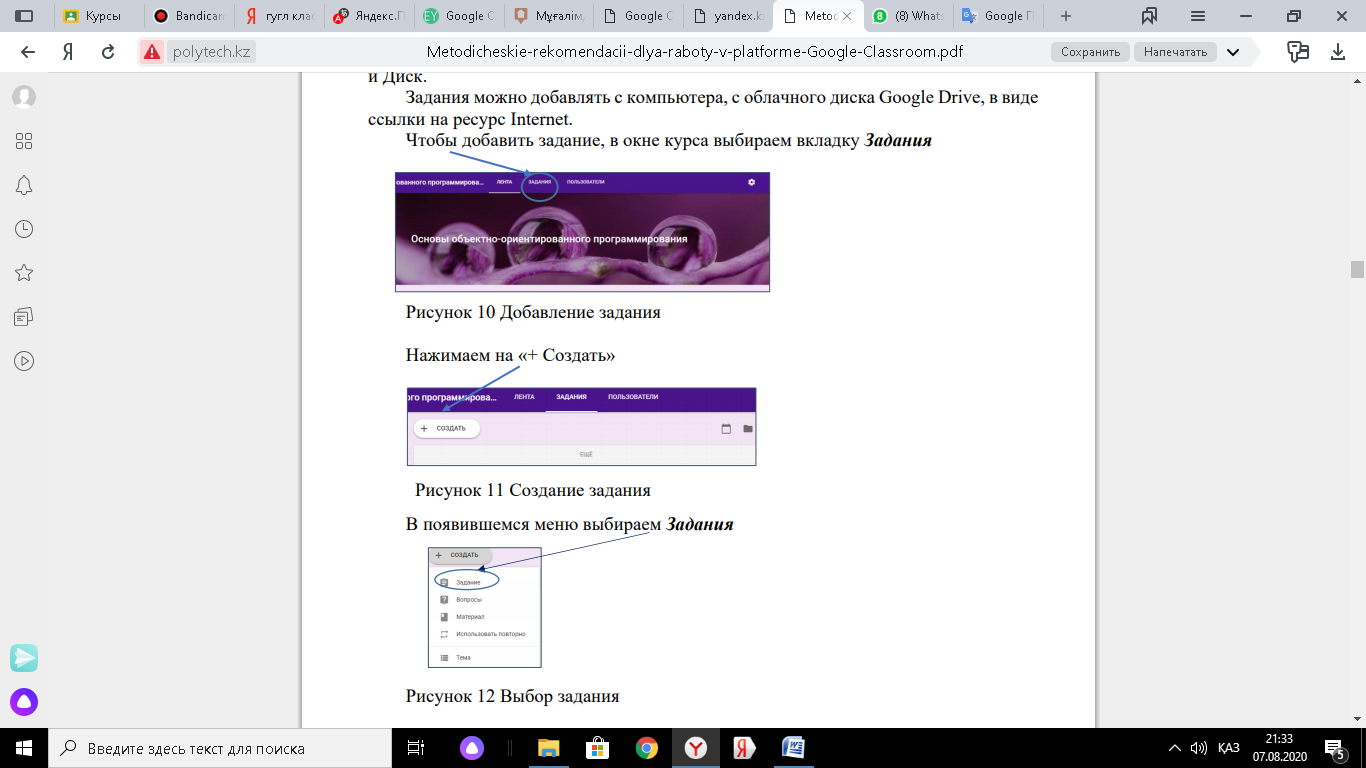 Курсы
Bandican
гугл клас
Яндекс.П
Google C
Мұғалім,
Google C
yandex.k
Metod
(8) What
Google П
polytech.kz
Metodicheskie-rekomendacii-dlya-raboty-v-platforme-Google-Classroom.pdf
Сохранить
Напечатать
и Диск.
Задания можно добавлять с компьютера, с облачного диска Google Drive, в виде
ссылки на ресурс Internet.
Чтобы добавить задание, в окне курса выбираем вкладку Задания
ованного программирова...
ЛЕНТА
ЗАДАНИЯ
ПОЛЬЗОВАТЕЛИ
Основы объектно-ориентированного программирования
Рисунок 10 Добавление задания
Нажимаем на «+ Создать»
ого программирова...
ЛЕНТА
ЗАДАНИЯ
ПОЛЬЗОВАТЕЛИ
+ СОЗДАТЬ
ЕЩЁ
Рисунок 11 Создание задания
В появившемся меню выбираем Задания
+ СОЗДАТЬ
Задание
Вопросы
Материал
Использовать повторно
Тема
Рисунок 12 Выбор задания
Введите здесь текст для поиска
ҚАЗ
21:33
07.08.2020
5